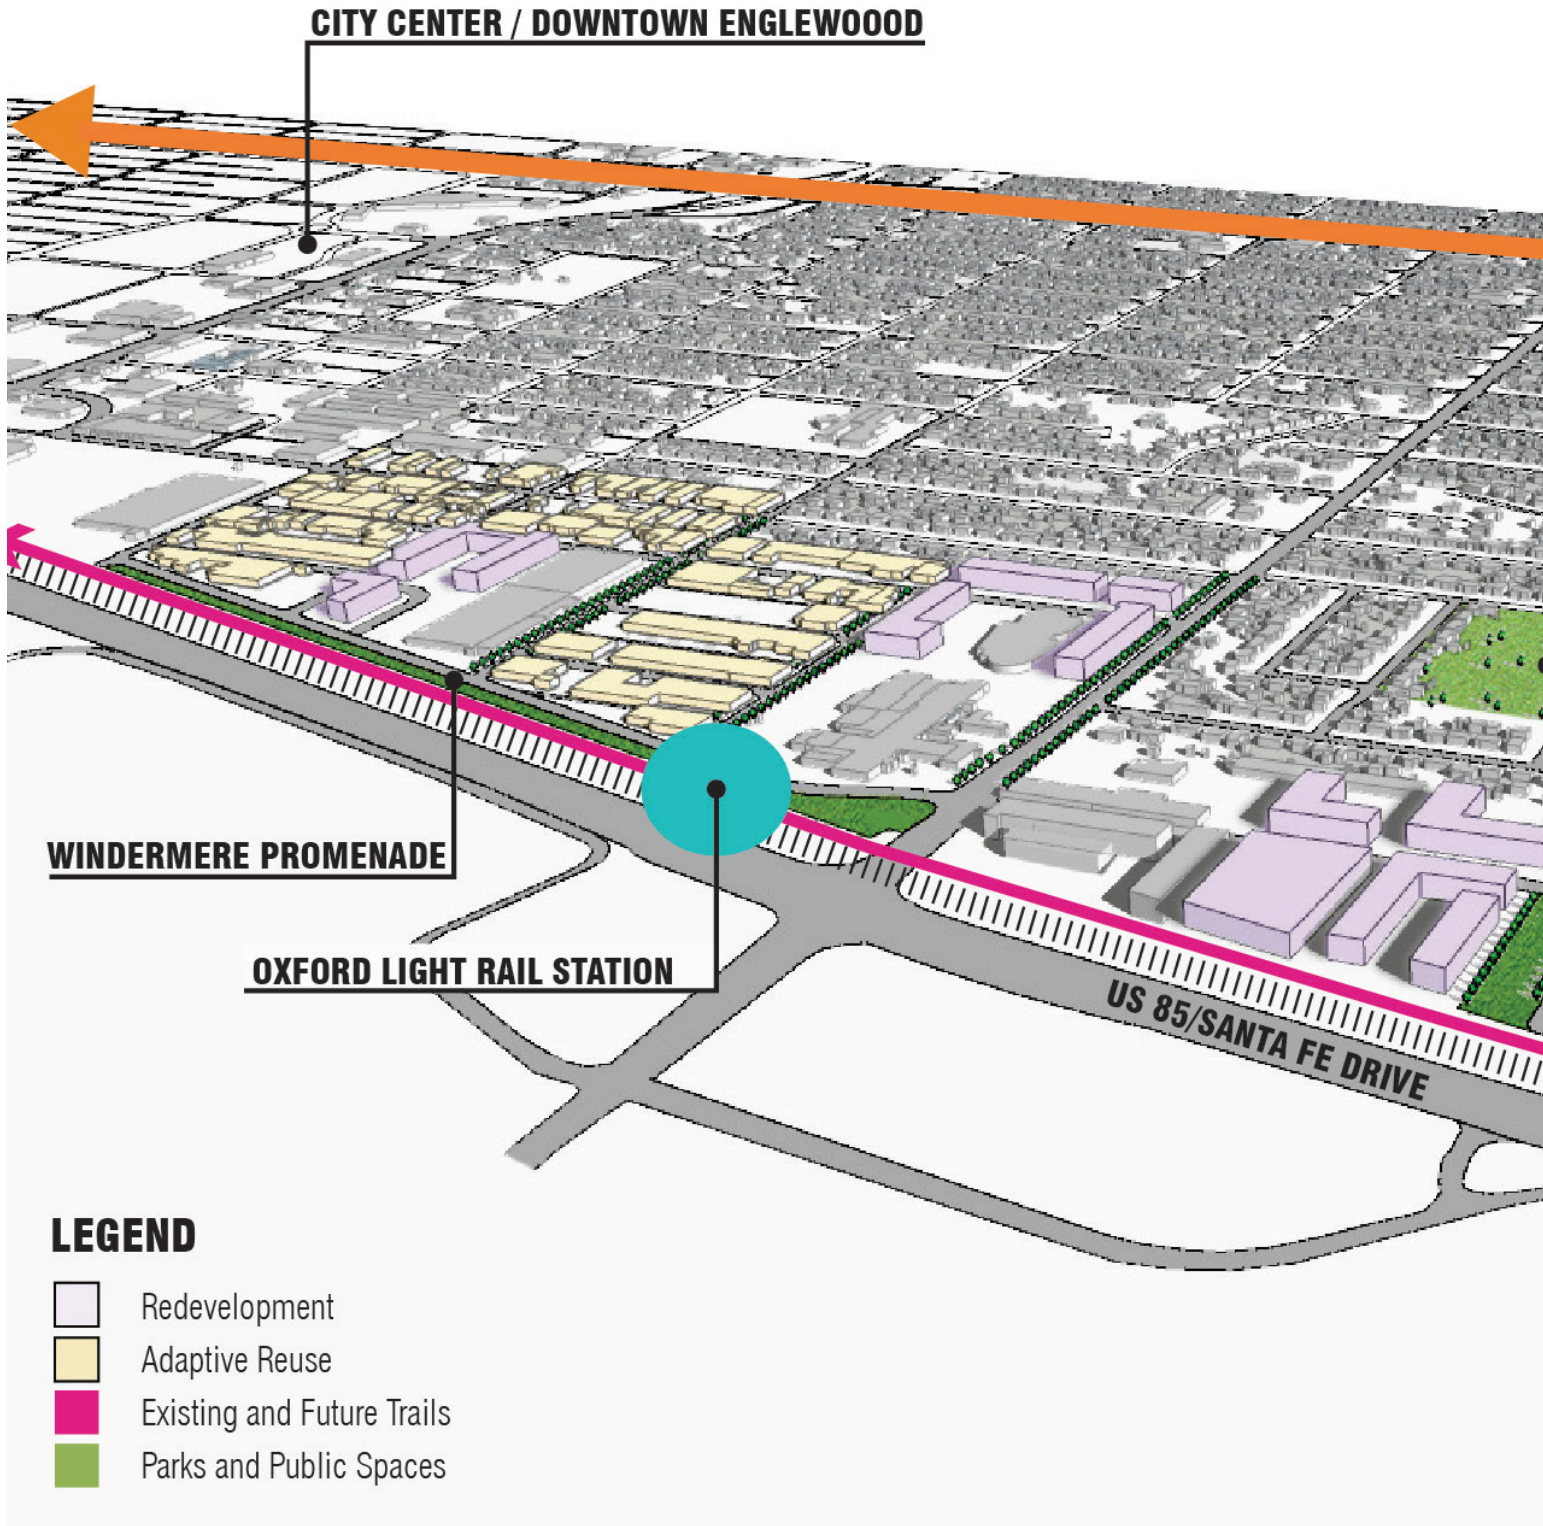 CITY CENTER / DOWNTOWN ENGLEWOOOD
WINDERMERE PROMENADE
OXFORD LIGHT RAIL STATION
US 85/SANTA FE DRIVE
LEGEND
Redevelopment
Adaptive Reuse
Existing and Future Trails
Parks and Public Spaces